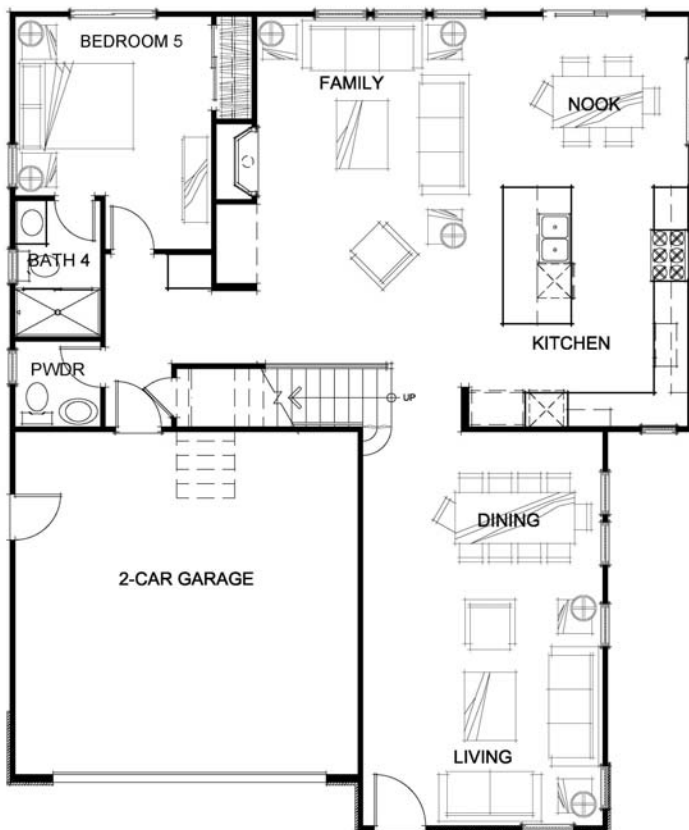 BEDROOM 5
FAMILY
NOOK
BATH 4
KITCHEN
PWDR
UP
DINING
2-CAR GARAGE
LIVING